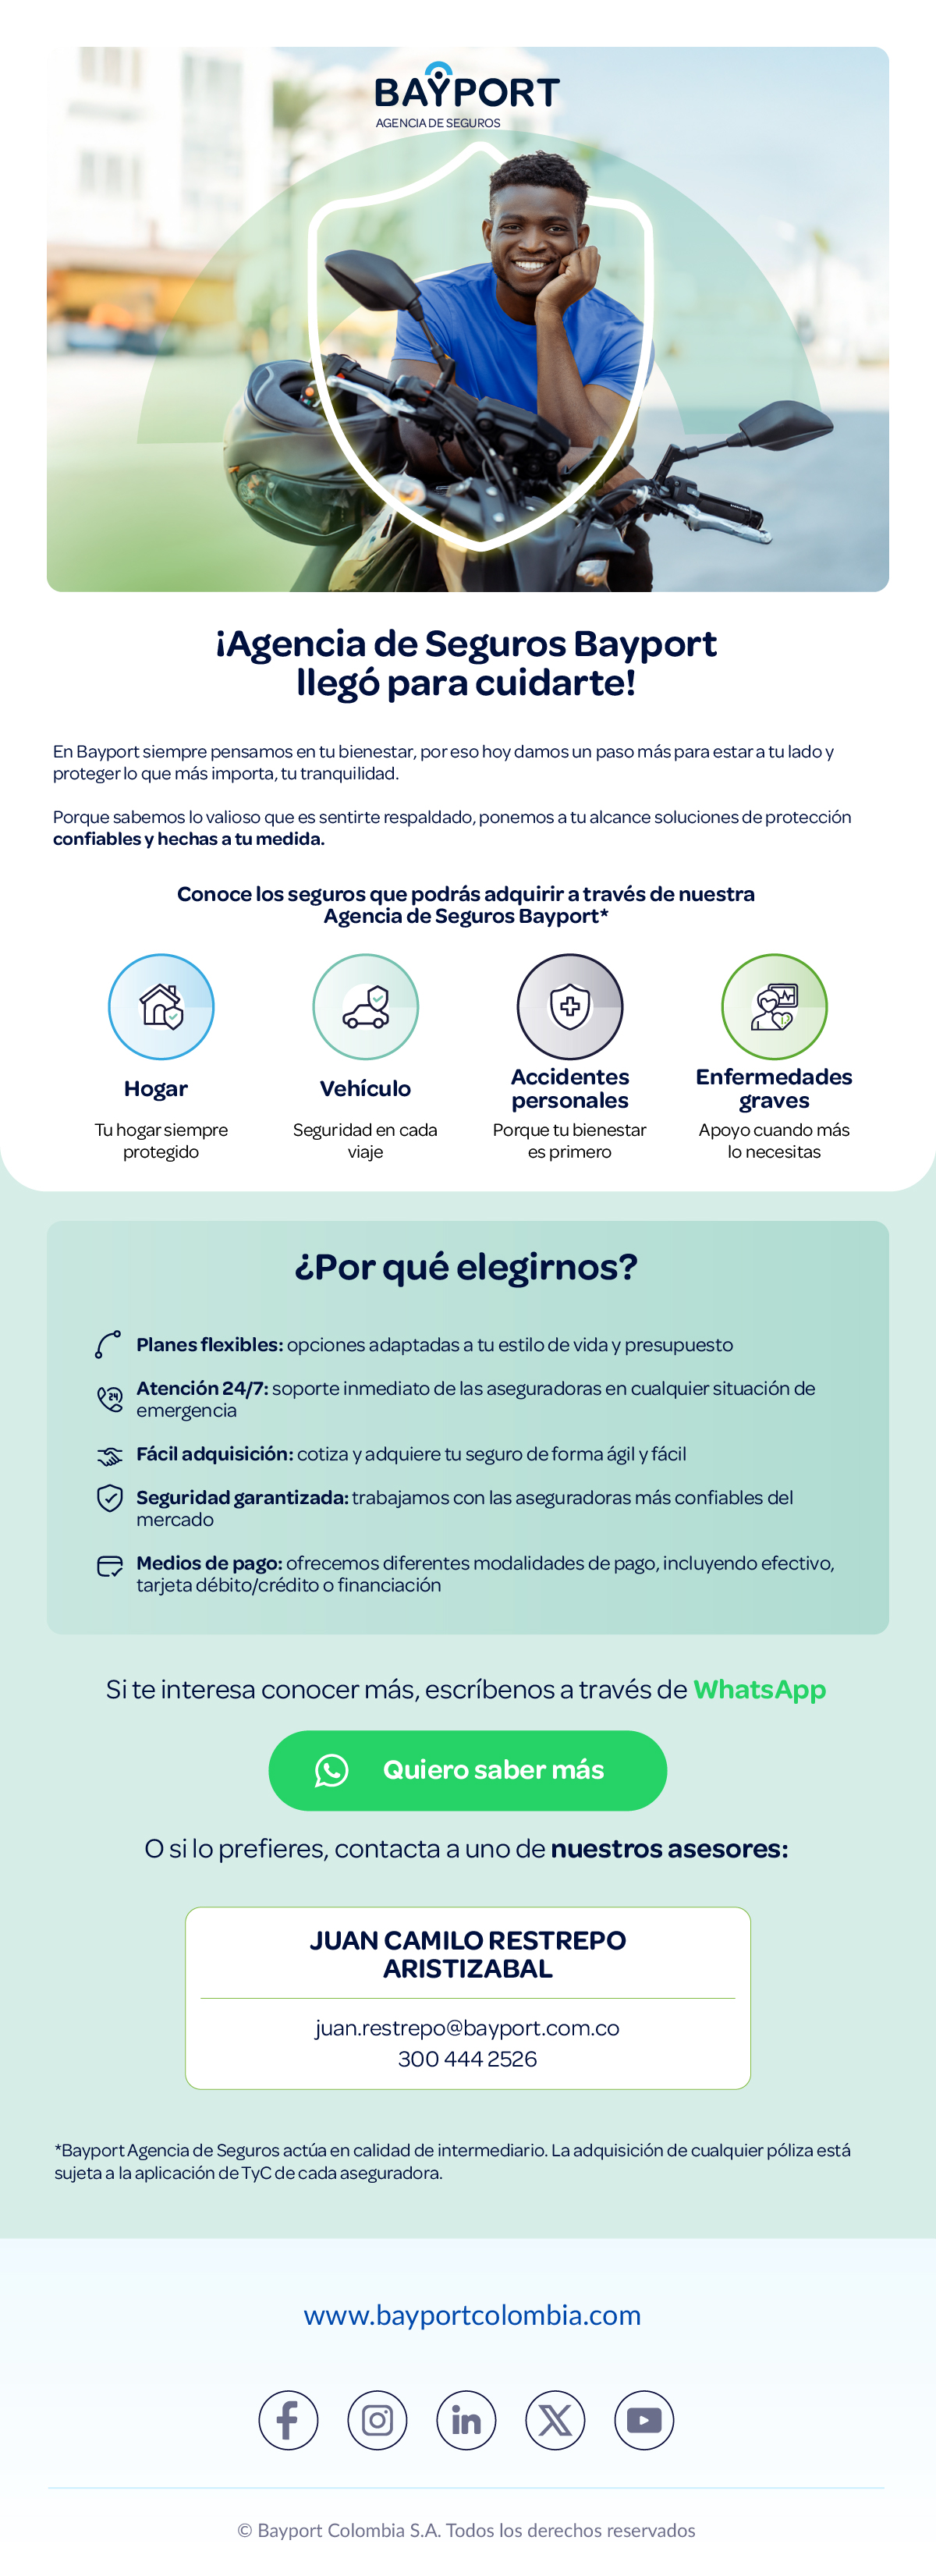 BAYPORT
AGENCIA DE SEGUROS
¡Agencia de Seguros Bayport
llegó para cuidarte!
En Bayport siempre pensamos en tu bienestar, por eso hoy damos un paso más para estar a tu lado y
proteger lo que más importa, tu tranquilidad.
Porque sabemos lo valioso que es sentirte respaldado, ponemos a tu alcance soluciones de protección
confiables y hechas a tu medida.
Conoce los seguros que podrás adquirir a través de nuestra
Agencia de Seguros Bayport*
Hogar
Tu hogar siempre
protegido
Vehículo
Seguridad en cada
viaje
Accidentes
personales
Porque tu bienestar
es primero
Enfermedades
graves
Apoyo cuando más
lo necesitas
¿Por qué elegirnos?
Planes flexibles: opciones adaptadas a tu estilo de vida y presupuesto
24
Atención 24/7: soporte inmediato de las aseguradoras en cualquier situación de
emergencia
Fácil adquisición: cotiza y adquiere tu seguro de forma ágil y fácil
Seguridad garantizada: trabajamos con las aseguradoras más confiables del
mercado
Medios de pago: ofrecemos diferentes modalidades de pago, incluyendo efectivo,
tarjeta débito/crédito o financiación
Si te interesa conocer más, escríbenos a través de WhatsApp
Quiero saber más
O si lo prefieres, contacta a uno de nuestros asesores:
JUAN CAMILO RESTREPO
ARISTIZABAL
juan.restrepo@bayport.com.co
300 444 2526
*Bayport Agencia de Seguros actúa en calidad de intermediario. La adquisición de cualquier póliza está
sujeta a la aplicación de TyC de cada aseguradora.
www.bayportcolombia.com
© Bayport Colombia S.A. Todos los derechos reservados